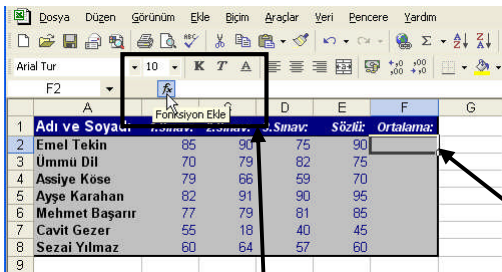 Dosya Düzen Görünüm Ekle Biçim Araçlar Veri Pencere Yardım
Arial Tur 10 K T A
F2 fx
Fonksiyon Ekle
A D E F G
1 Adı ve Soyadı Sınav: Sözlü: Ortalama:
2 Emel Tekin 85 90 75 90
3 Ümmü Dil 70 79 82 75
4 Assiye Köse 79 66 59 70
5 Ayşe Karahan 82 91 90 95
6 Mehmet Başarır 77 79 81 85
7 Cavit Gezer 55 18 40 45
8 Sezai Yılmaz 60 64 57 60
9